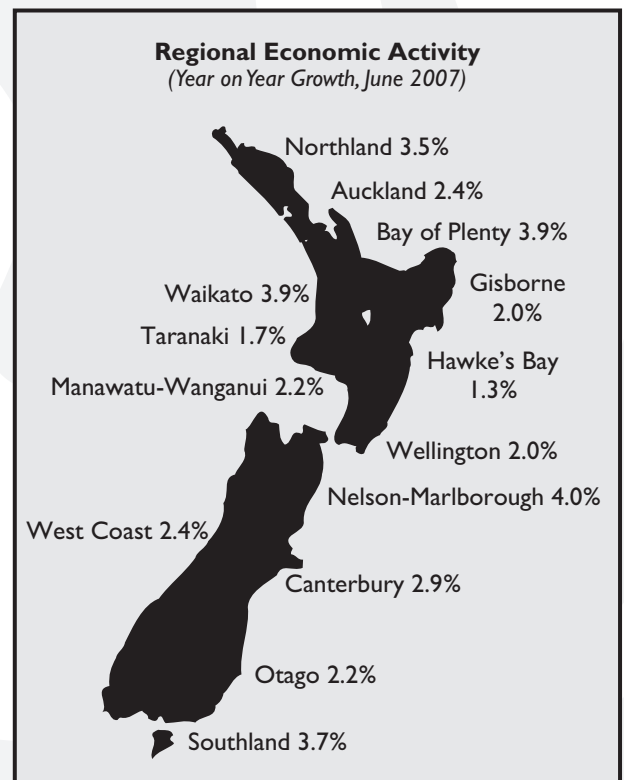 Regional Economic Activity
(Year on Year Growth, June 2007)
Northland 3.5%
Auckland 2.4%
Bay of Plenty 3.9%
Gisborne
2.0%
Waikato 3.9%
Taranaki 1.7%
Hawke's Bay
1.3%
Manawatu-Wanganui 2.2%
Wellington 2.0%
Nelson-Marlborough 4.0%
West Coast 2.4%
Canterbury 2.9%
Otago 2.2%
Southland 3.7%